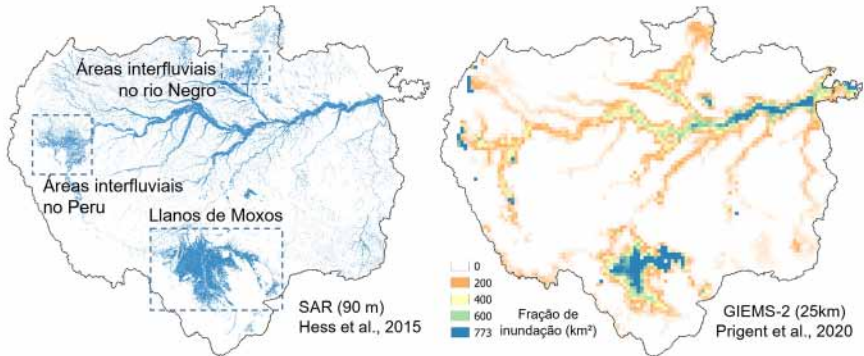 Áreas interfluviais
no rio Negro
Áreas interfluviais
no Peru
Llanos de Moxos
SAR (90 m)
Hess et al., 2015
0
200
400
600
773
Fração de
inundação (km²)
GIEMS-2 (25km)
Prigent et al., 2020